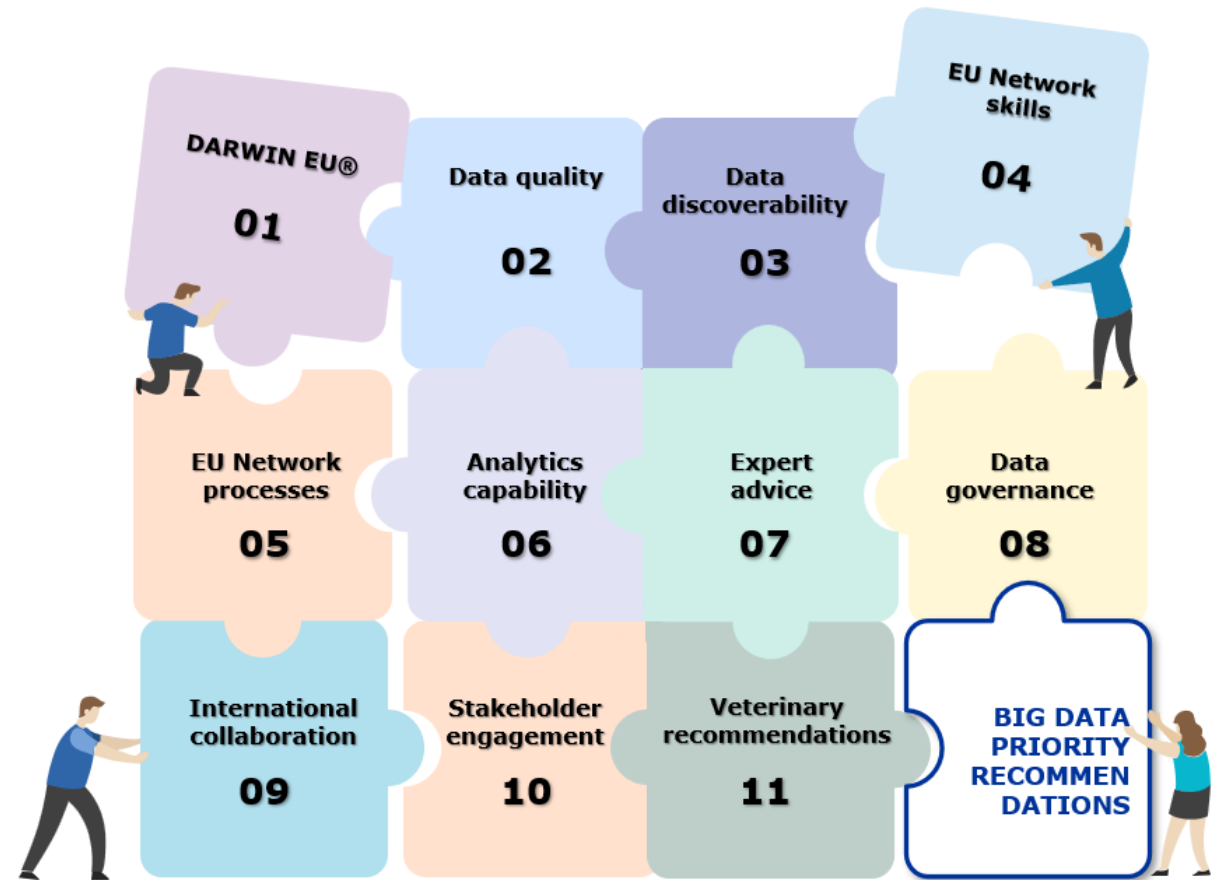 DARWIN EU®
01
Data quality
02
Data
discoverability
03
EU Network
skills
04
EU Network
processes
05
Analytics
capability
06
Expert
advice
07
Data
governance
08
International
collaboration
09
Stakeholder
engagement
10
Veterinary
recommendations
11
BIG DATA
PRIORITY
RECOMMEN
DATIONS